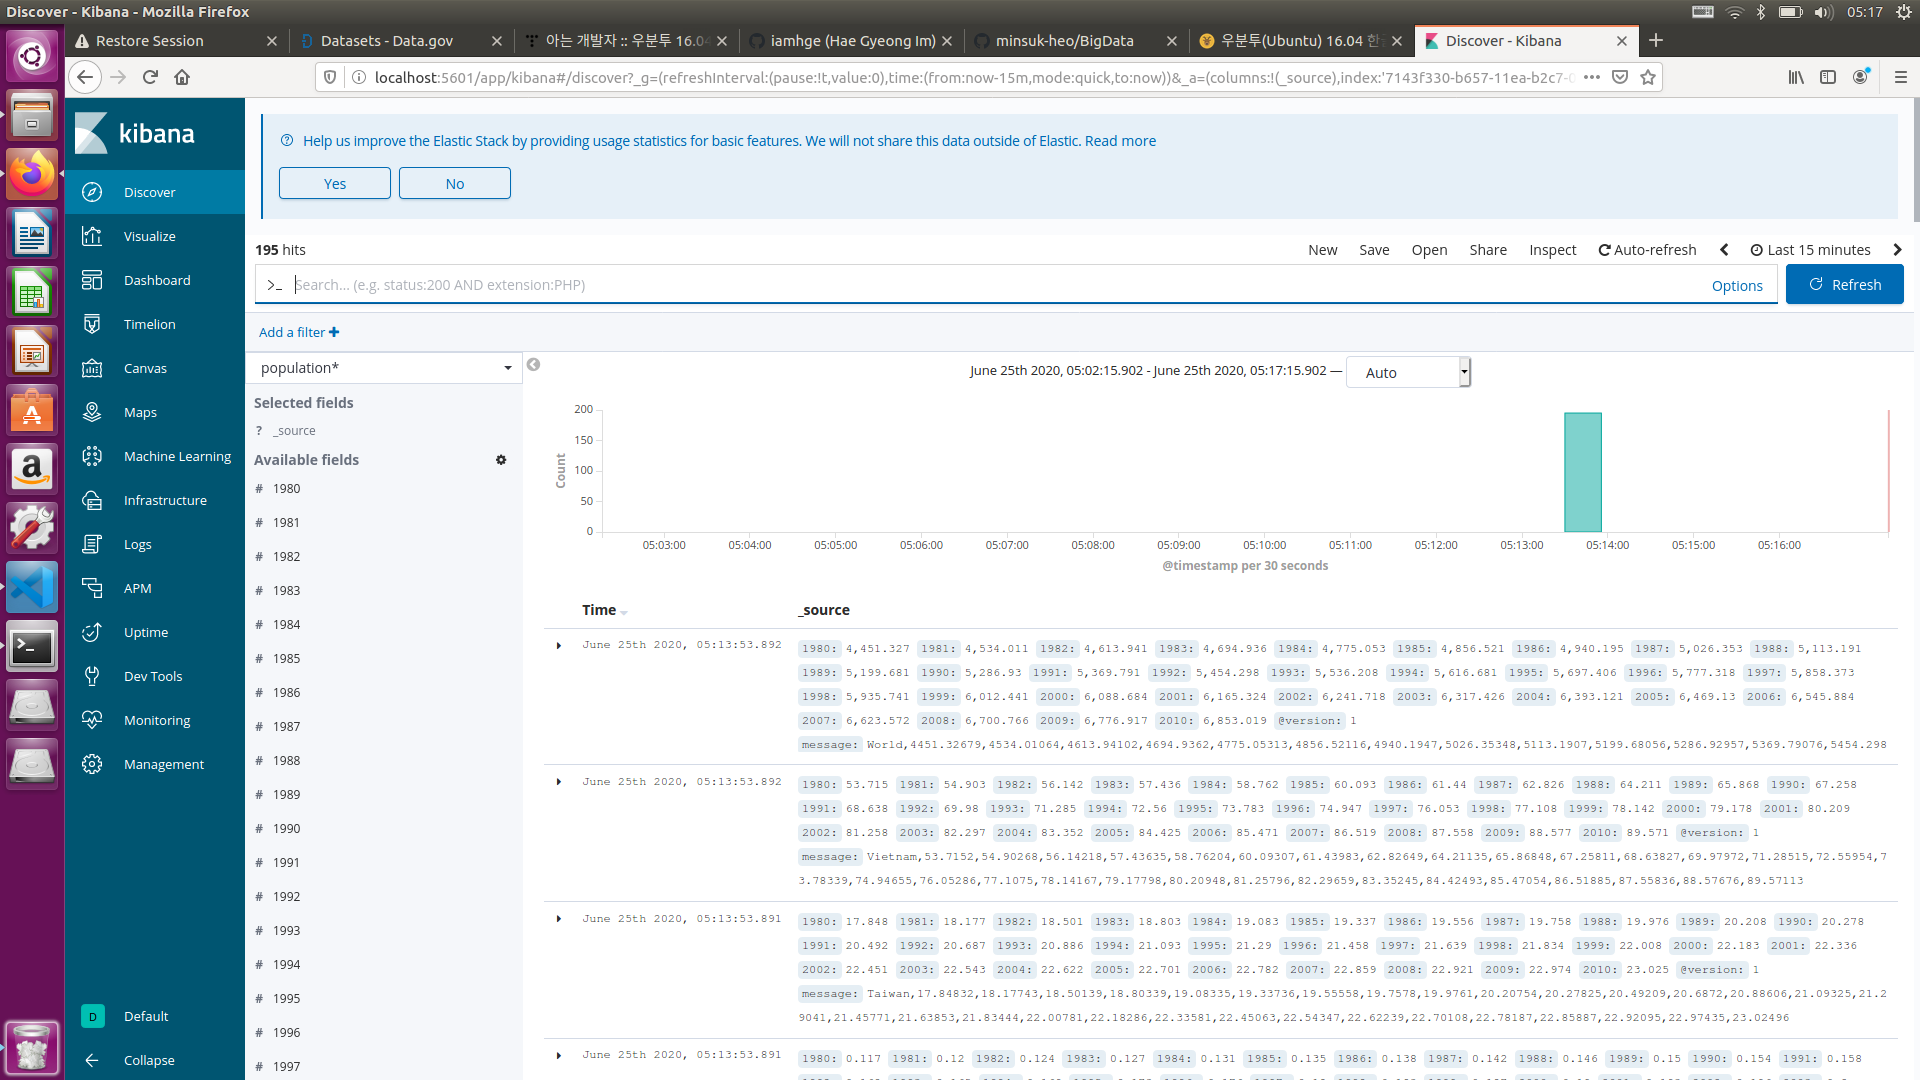 Discover - Kibana - Mozilla Firefox
05:17
Restore Session
Datasets - Data.gov
아는 개발자 :: 우분투 16.04
iamhge (Hae Gyeong Im)
minsuk-heo/BigData
우분투(Ubuntu) 16.04 한
Discover - Kibana
localhost:5601/app/kibana#/discover?_g=(refreshInterval:(pause:!t,value:0),time:(from:now-15m,mode:quick,to:now))&_a=(columns:!(_source),index:'7143f330-b657-11ea-b2c7-0
kibana
Discover
Visualize
Dashboard
Timelion
Canvas
Maps
Machine Learning
Infrastructure
Logs
APM
Uptime
Dev Tools
Monitoring
Management
D Default
Collapse
Help us improve the Elastic Stack by providing usage statistics for basic features. We will not share this data outside of Elastic. Read more
Yes No
195 hits
New Save Open Share Inspect Auto-refresh Last 15 minutes
>_ Search... (e.g. status:200 AND extension:PHP) Options Refresh
Add a filter +
population*
Selected fields
? _source
Available fields
# 1980
# 1981
# 1982
# 1983
# 1984
# 1985
# 1986
# 1987
# 1988
# 1989
# 1990
# 1991
# 1992
# 1993
# 1994
# 1995
# 1996
# 1997
June 25th 2020, 05:02:15.902 - June 25th 2020, 05:17:15.902 — Auto
200
150
100
50
0
Count
05:03:00 05:04:00 05:05:00 05:06:00 05:07:00 05:08:00 05:09:00 05:10:00 05:11:00 05:12:00 05:13:00 05:14:00 05:15:00 05:16:00
@timestamp per 30 seconds
Time _source
June 25th 2020, 05:13:53.892 1980: 4,451.327 1981: 4,534.011 1982: 4,613.941 1983: 4,694.936 1984: 4,775.053 1985: 4,856.521 1986: 4,940.195 1987: 5,026.353 1988: 5,113.191
1989: 5,199.681 1990: 5,286.93 1991: 5,369.791 1992: 5,454.298 1993: 5,536.208 1994: 5,616.681 1995: 5,697.406 1996: 5,777.318 1997: 5,858.373
1998: 5,935.741 1999: 6,012.441 2000: 6,088.684 2001: 6,165.324 2002: 6,241.718 2003: 6,317.426 2004: 6,393.121 2005: 6,469.13 2006: 6,545.884
2007: 6,623.572 2008: 6,700.766 2009: 6,776.917 2010: 6,853.019 @version: 1
message: World,4451.32679,4534.01064,4613.94102,4694.9362,4775.05313,4856.52116,4940.1947,5026.35348,5113.1907,5199.68056,5286.92957,5369.79076,5454.298
June 25th 2020, 05:13:53.892 1980: 53.715 1981: 54.903 1982: 56.142 1983: 57.436 1984: 58.762 1985: 60.093 1986: 61.44 1987: 62.826 1988: 64.211 1989: 65.868 1990: 67.258
1991: 68.638 1992: 69.98 1993: 71.285 1994: 72.56 1995: 73.783 1996: 74.947 1997: 76.053 1998: 77.108 1999: 78.142 2000: 79.178 2001: 80.209
2002: 81.258 2003: 82.297 2004: 83.352 2005: 84.425 2006: 85.471 2007: 86.519 2008: 87.558 2009: 88.577 2010: 89.571 @version: 1
message: Vietnam,53.7152,54.90268,56.14218,57.43635,58.76204,60.09307,61.43983,62.82649,64.21135,65.86848,67.25811,68.63827,69.97972,71.28515,72.55954,7
3.78339,74.94655,76.05286,77.1075,78.14167,79.17798,80.20948,81.25796,82.29659,83.35245,84.42493,85.47054,86.51885,87.55836,88.57676,89.57113
June 25th 2020, 05:13:53.891 1980: 17.848 1981: 18.177 1982: 18.501 1983: 18.803 1984: 19.083 1985: 19.337 1986: 19.556 1987: 19.758 1988: 19.976 1989: 20.208 1990: 20.278
1991: 20.492 1992: 20.687 1993: 20.886 1994: 21.093 1995: 21.29 1996: 21.458 1997: 21.639 1998: 21.834 1999: 22.008 2000: 22.183 2001: 22.336
2002: 22.451 2003: 22.543 2004: 22.622 2005: 22.701 2006: 22.782 2007: 22.859 2008: 22.921 2009: 22.974 2010: 23.025 @version: 1
message: Taiwan,17.84832,18.17743,18.50139,18.80339,19.08335,19.33736,19.55558,19.7578,19.9761,20.20754,20.27825,20.49209,20.6872,20.88606,21.09325,21.2
9041,21.45771,21.63853,21.83444,22.00781,22.18286,22.33581,22.45063,22.54347,22.62239,22.70108,22.78187,22.85887,22.92095,22.97435,23.02496
June 25th 2020, 05:13:53.891 1980: 0.117 1981: 0.12 1982: 0.124 1983: 0.127 1984: 0.131 1985: 0.135 1986: 0.138 1987: 0.142 1988: 0.146 1989: 0.15 1990: 0.154 1991: 0.158